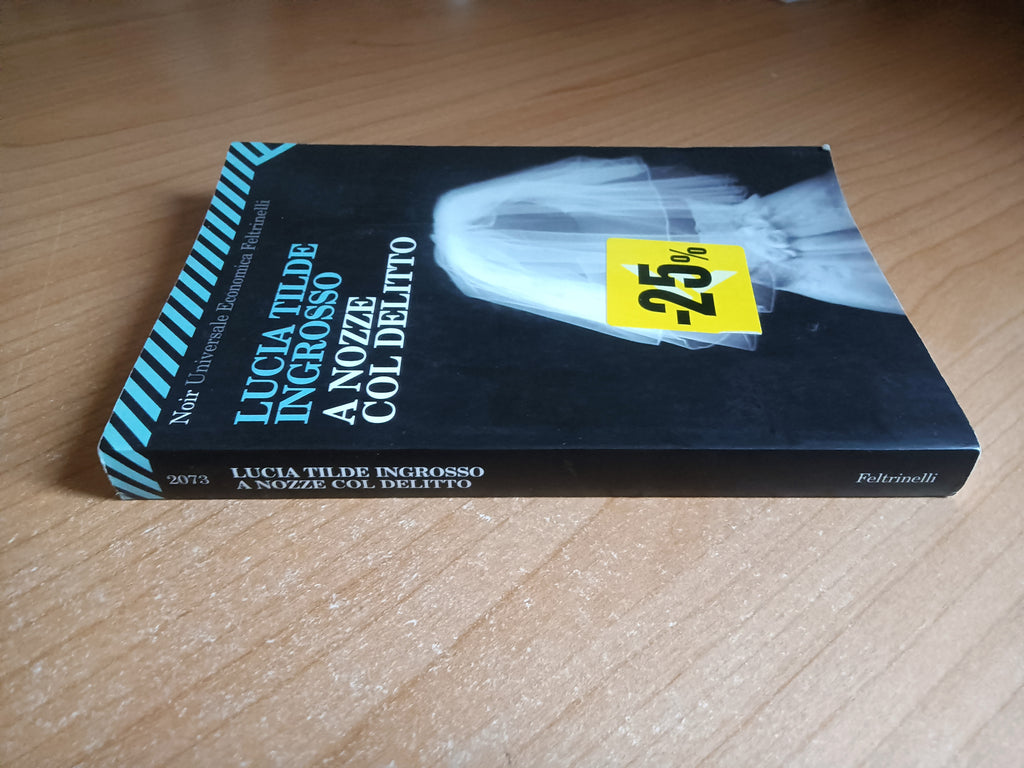 Noir Universale Economica Feltrinelli
LUCIA TILDE
INGROSSO
A NOZZE
COL DELITTO
-25%
2073
LUCIA TILDE INGROSSO
A NOZZE COL DELITTO
Feltrinelli